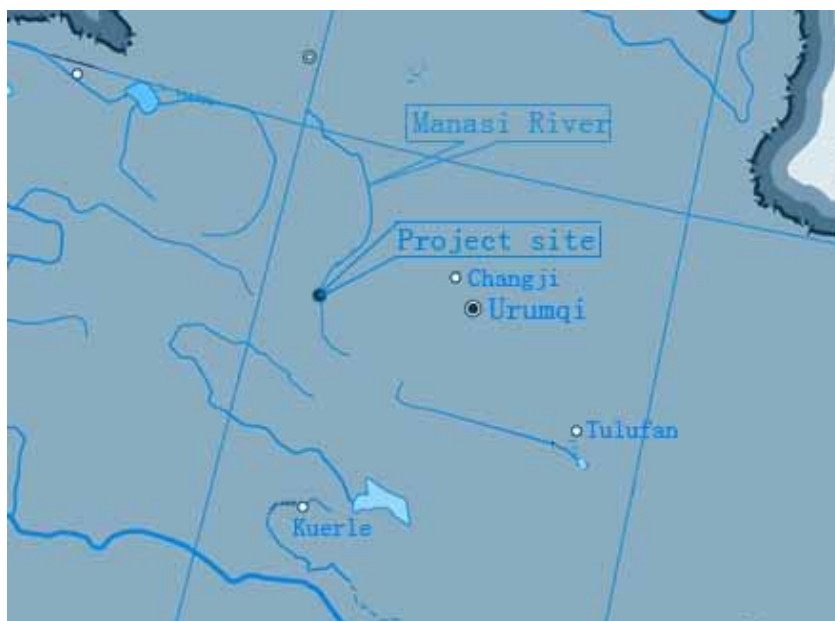 Manasi River
Project site
Changji
Urumqi
Tulufan
Kuerle